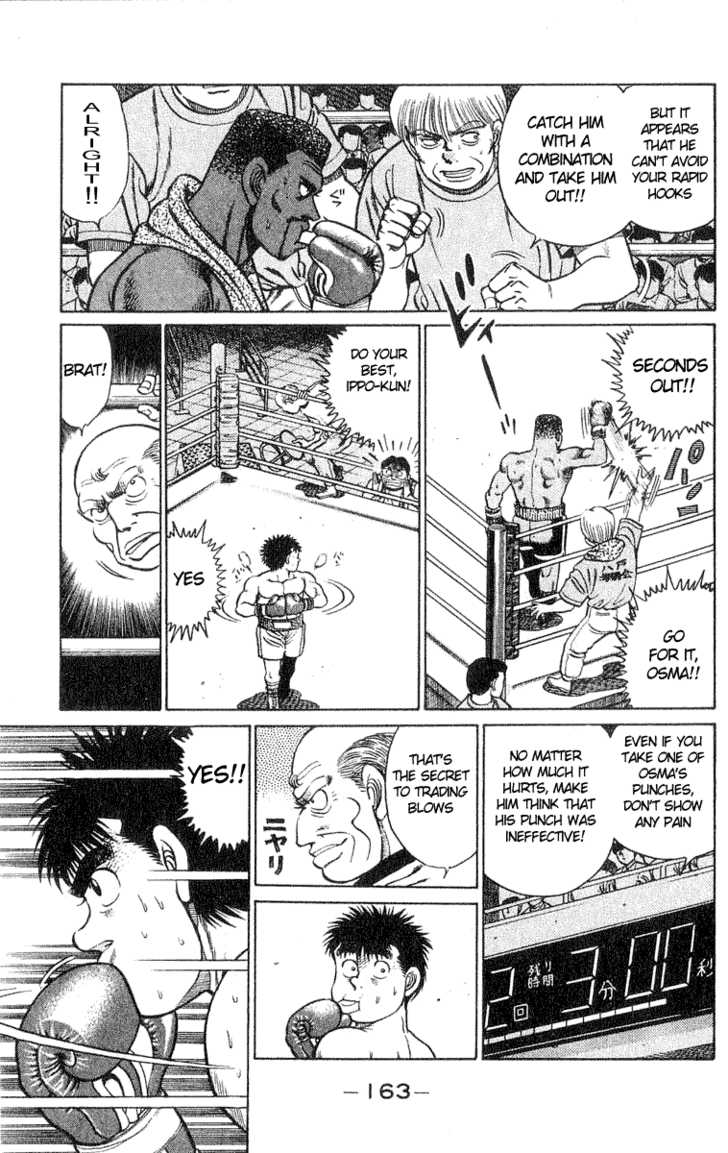 BUT IT
APPEARS
THAT HE
CAN'T AVOID
YOUR RAPID
HOOKS
CATCH HIM
WITH A
COMBINATION
AND TAKE HIM
OUT!!
ALRIGHT!!
SECONDS
OUT!!
GO
FOR IT,
OSMA!!
DO YOUR
BEST,
IPPO-KUN!
YES
BRAT!
EVEN IF YOU
TAKE ONE OF
OSMA'S
PUNCHES,
DON'T SHOW
ANY PAIN
NO MATTER
HOW MUCH IT
HURTS, MAKE
HIM THINK THAT
HIS PUNCH WAS
INEFFECTIVE!
2回 残り時間 3分00秒
THAT'S
THE SECRET
TO TRADING
BLOWS
ニヤリ
YES!!
-163-